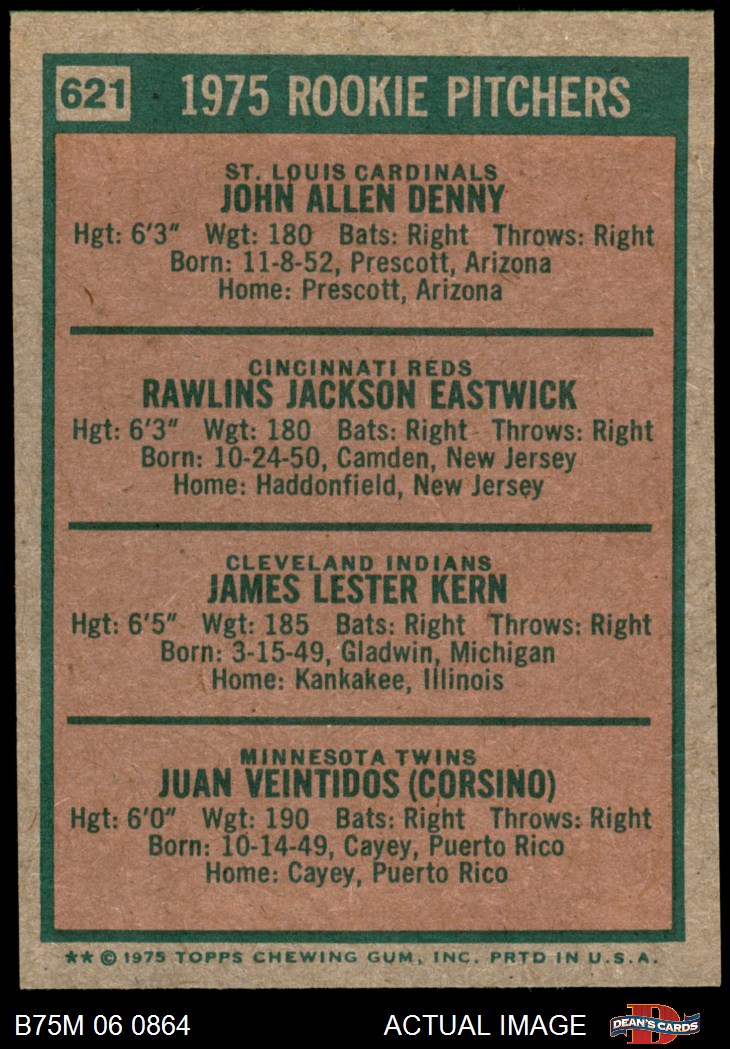 621 1975 ROOKIE PITCHERS
ST. LOUIS CARDINALS
JOHN ALLEN DENNY
Hgt: 6'3" Wgt: 180 Bats: Right Throws: Right
Born: 11-8-52, Prescott, Arizona
Home: Prescott, Arizona
CINCINNATI REDS
RAWLINS JACKSON EASTWICK
Hgt: 6'3" Wgt: 180 Bats: Right Throws: Right
Born: 10-24-50, Camden, New Jersey
Home: Haddonfield, New Jersey
CLEVELAND INDIANS
JAMES LESTER KERN
Hgt: 6'5" Wgt: 185 Bats: Right Throws: Right
Born: 3-15-49, Gladwin, Michigan
Home: Kankakee, Illinois
MINNESOTA TWINS
JUAN VEINTIDOS (CORSINO)
Hgt: 6'0" Wgt: 190 Bats: Right Throws: Right
Born: 10-14-49, Cayey, Puerto Rico
Home: Cayey, Puerto Rico
** © 1975 TOPPS CHEWING GUM, INC. PRTD IN U.S.A.
B75M 06 0864 ACTUAL IMAGE DEAN'S CARDS